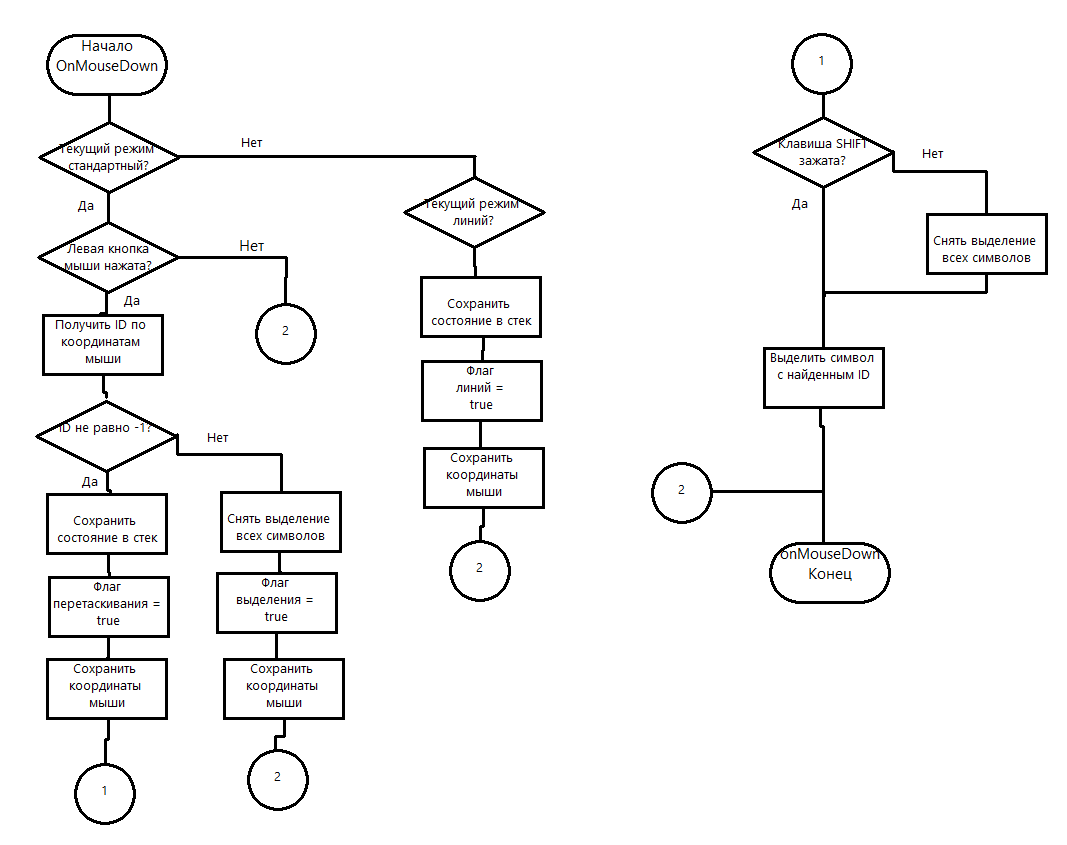 Начало
OnMouseDown
Текущий режим
стандартный?
Нет
Да
Левая кнопка
мыши нажата?
Нет
Да
2
Получить ID по
координатам
мыши
ID не равно -1?
Нет
Да
Сохранить
состояние в стек
Флаг
перетаскивания =
true
Сохранить
координаты
мыши
1
Снять выделение
всех символов
Флаг
выделения =
true
Сохранить
координаты
мыши
2
Текущий режим
линий?
Сохранить
состояние в стек
Флаг
линий =
true
Сохранить
координаты
мыши
2
1
Клавиша SHIFT
зажата?
Нет
Да
Снять выделение
всех символов
Выделить символ
с найденным ID
2
onMouseDown
Конец